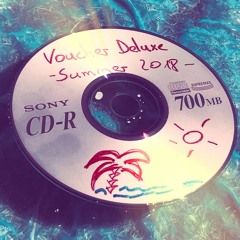 Voucher Deluxe
- Summer 2018 -
SONY
CD-R
700MB